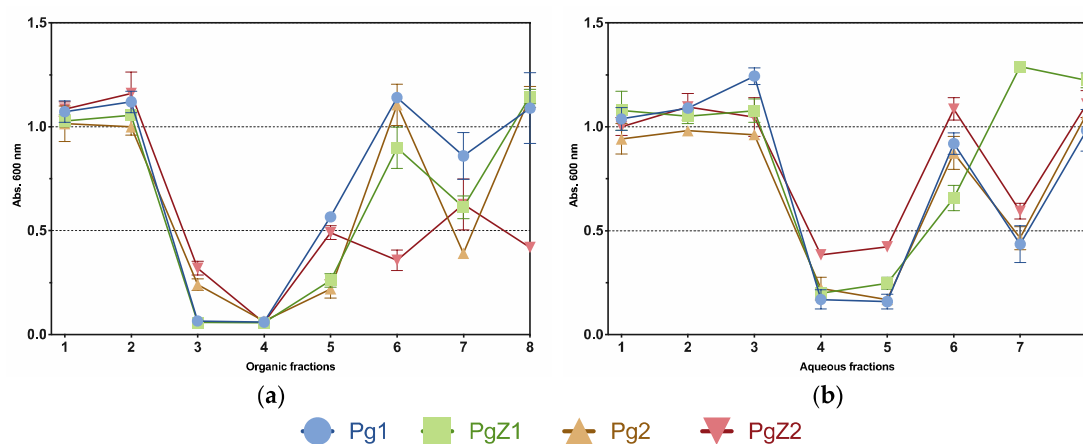 1.5
1.0
0.5
0.0
Abs. 600 nm
1 2 3 4 5 6 7 8
Organic fractions
(a)
1.5
1.0
0.5
0.0
Abs. 600 nm
1 2 3 4 5 6 7
Aqueous fractions
(b)
Pg1 PgZ1 Pg2 PgZ2